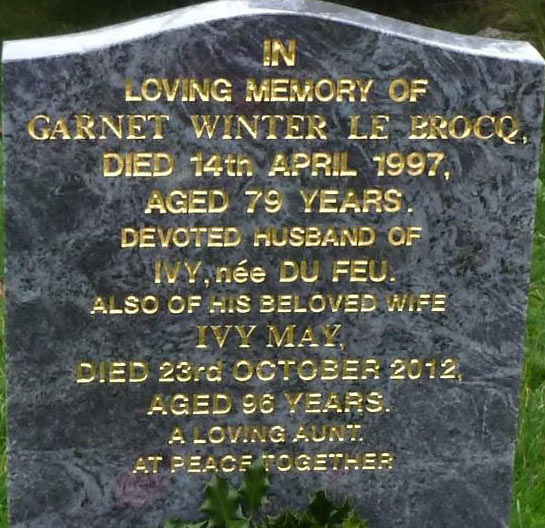 IN
LOVING MEMORY OF
GARNET WINTER LE BROCQ,
DIED 14th APRIL 1997,
AGED 79 YEARS.
DEVOTED HUSBAND OF
IVY, née DU FEU.
ALSO OF HIS BELOVED WIFE
IVY MAY,
DIED 23rd OCTOBER 2012,
AGED 96 YEARS.
A LOVING AUNT.
AT PEACE TOGETHER